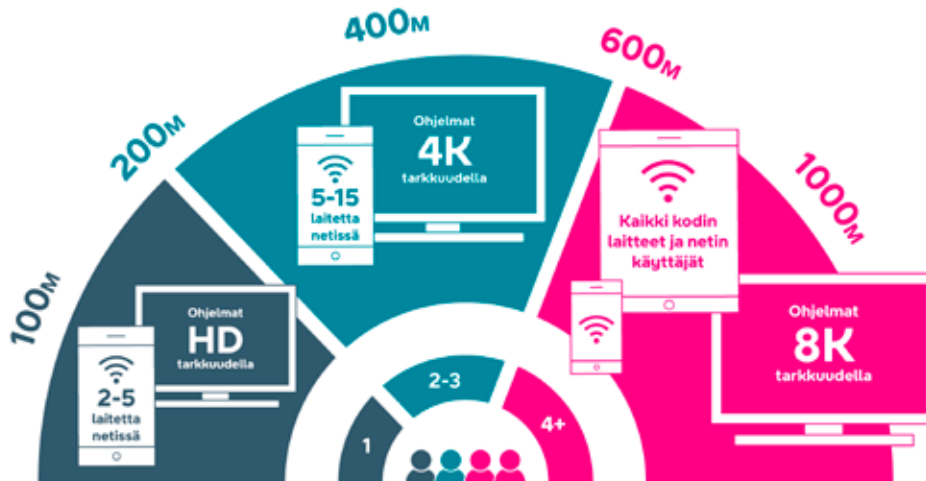 100M
200M
400M
600M
1000M
2-5
laitetta
netissä
Ohjelmat
HD
tarkkuudella
5-15
laitetta
netissä
Ohjelmat
4K
tarkkuudella
Kaikki kodin
laitteet ja netin
käyttäjät
Ohjelmat
8K
tarkkuudella
1
2-3
4+